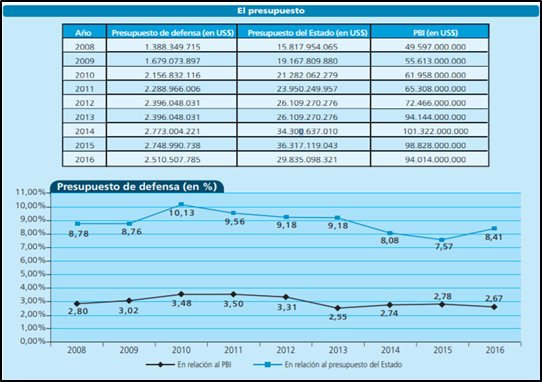 El presupuesto
Año Presupuesto de defensa (en US$) Presupuesto del Estado (en US$) PBI (en US$)
2008 1.388.349.715 15.817.954.065 49.597.000.000
2009 1.679.073.897 19.167.809.880 55.613.000.000
2010 2.156.832.116 21.282.062.279 61.958.000.000
2011 2.288.966.006 23.950.249.957 65.308.000.000
2012 2.396.048.031 26.109.270.276 72.466.000.000
2013 2.396.048.031 26.109.270.276 94.144.000.000
2014 2.773.004.221 34.300.637.010 101.322.000.000
2015 2.748.990.738 36.317.119.043 98.828.000.000
2016 2.510.507.785 29.835.098.321 94.014.000.000
Presupuesto de defensa (en %)
11,00%
10,00%
9,00%
8,00%
7,00%
6,00%
5,00%
4,00%
3,00%
2,00%
1,00%
0,00%
8,78 8,76 10,13 9,56 9,18 9,18 8,08 7,57 8,41
2,80 3,02 3,48 3,50 3,31 2,55 2,74 2,78 2,67
2008 2009 2010 2011 2012 2013 2014 2015 2016
En relación al PBI En relación al presupuesto del Estado